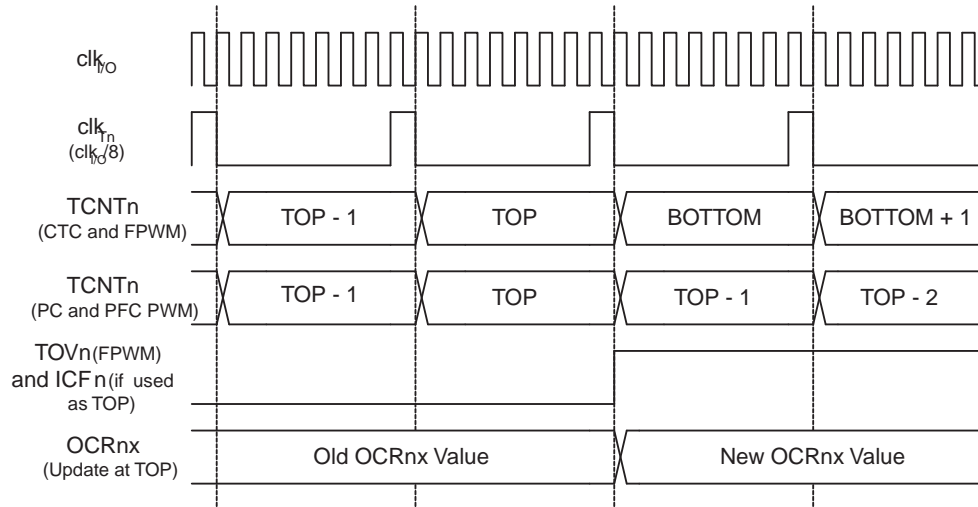 clkI/O
clkTn
(clkI/O/8)
TCNTn
(CTC and FPWM)
TOP - 1
TOP
BOTTOM
BOTTOM + 1
TCNTn
(PC and PFC PWM)
TOP - 1
TOP
TOP - 1
TOP - 2
TOVn(FPWM)
and ICFn(if used
as TOP)
OCRnx
(Update at TOP)
Old OCRnx Value
New OCRnx Value